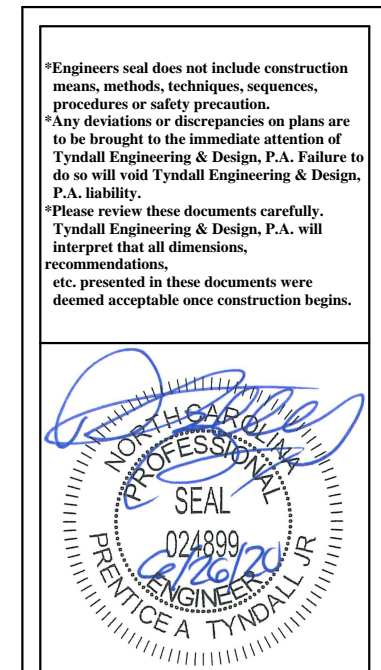 *Engineers seal does not include construction
means, methods, techniques, sequences,
procedures or safety precaution.
*Any deviations or discrepancies on plans are
to be brought to the immediate attention of
Tyndall Engineering & Design, P.A. Failure to
do so will void Tyndall Engineering & Design,
P.A. liability.
*Please review these documents carefully.
Tyndall Engineering & Design, P.A. will
interpret that all dimensions,
recommendations,
etc. presented in these documents were
deemed acceptable once construction begins.
NORTH CAROLINA
PROFESSIONAL
SEAL
024899
6/26/20
ENGINEER
PRENTICE A TYNDALL JR